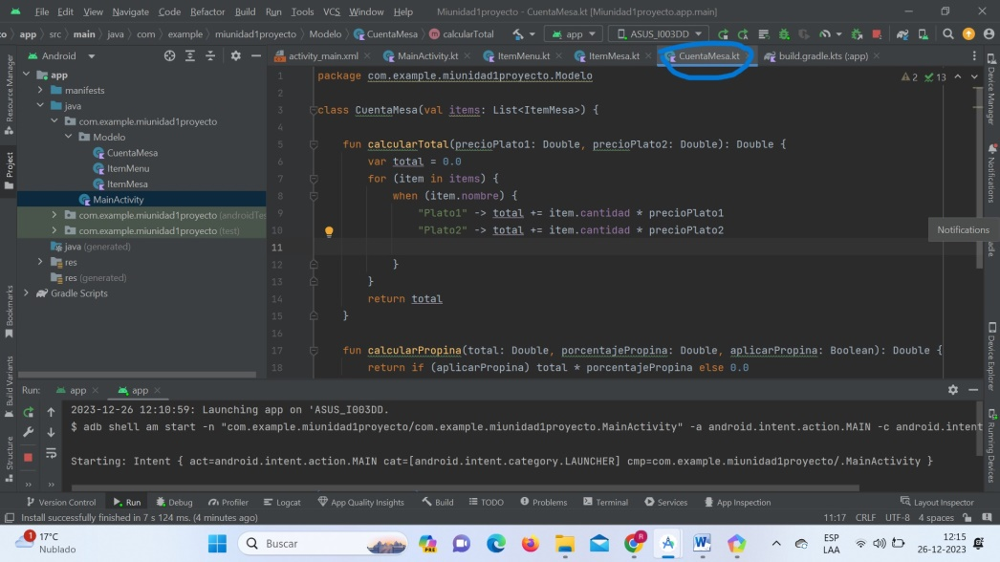 File Edit View Navigate Code Refactor Build Run Tools VCS Window Help Miunidad1proyecto - CuentaMesa.kt [Miunidad1proyecto.app.main]
app src main java com example miunidad1proyecto Modelo CuentaMesa calcularTotal app ASUS_I003DD
Android activity_main.xml MainActivity.kt ItemMenu.kt ItemMesa.kt CuentaMesa.kt build.gradle.kts (:app)
Resource Manager
Project
Bookmarks
Build Variants
Structure
app
manifests
java
com.example.miunidad1proyecto
Modelo
CuentaMesa
ItemMenu
ItemMesa
MainActivity
com.example.miunidad1proyecto (androidTes
com.example.miunidad1proyecto (test)
java (generated)
res
res (generated)
Gradle Scripts
2 13
1 package com.example.miunidad1proyecto.Modelo
2
3 class CuentaMesa(val items: List<ItemMesa>) {
4
5 fun calcularTotal(precioPlato1: Double, precioPlato2: Double): Double {
6 var total = 0.0
7 for (item in items) {
8 when (item.nombre) {
9 "Plato1" -> total += item.cantidad * precioPlato1
10 "Plato2" -> total += item.cantidad * precioPlato2
11
12 }
13 }
14 return total
15 }
16
17 fun calcularPropina(total: Double, porcentajePropina: Double, aplicarPropina: Boolean): Double {
18 return if (aplicarPropina) total * porcentajePropina else 0.0
Device Manager
Notifications
Notifications
Device Explorer
Running Devices
Run: app app
2023-12-26 12:10:59: Launching app on 'ASUS_I003DD.
$ adb shell am start -n "com.example.miunidad1proyecto/com.example.miunidad1proyecto.MainActivity" -a android.intent.action.MAIN -c android.intent
Starting: Intent { act=android.intent.action.MAIN cat=[android.intent.category.LAUNCHER] cmp=com.example.miunidad1proyecto/.MainActivity }
Version Control Run Debug Profiler Logcat App Quality Insights Build TODO Problems Terminal Services App Inspection Layout Inspector
Install successfully finished in 7 s 124 ms. (4 minutes ago) 11:17 CRLF UTF-8 4 spaces
1 17°C
Nublado
Buscar
PRE
ESP
LAA
12:15
26-12-2023